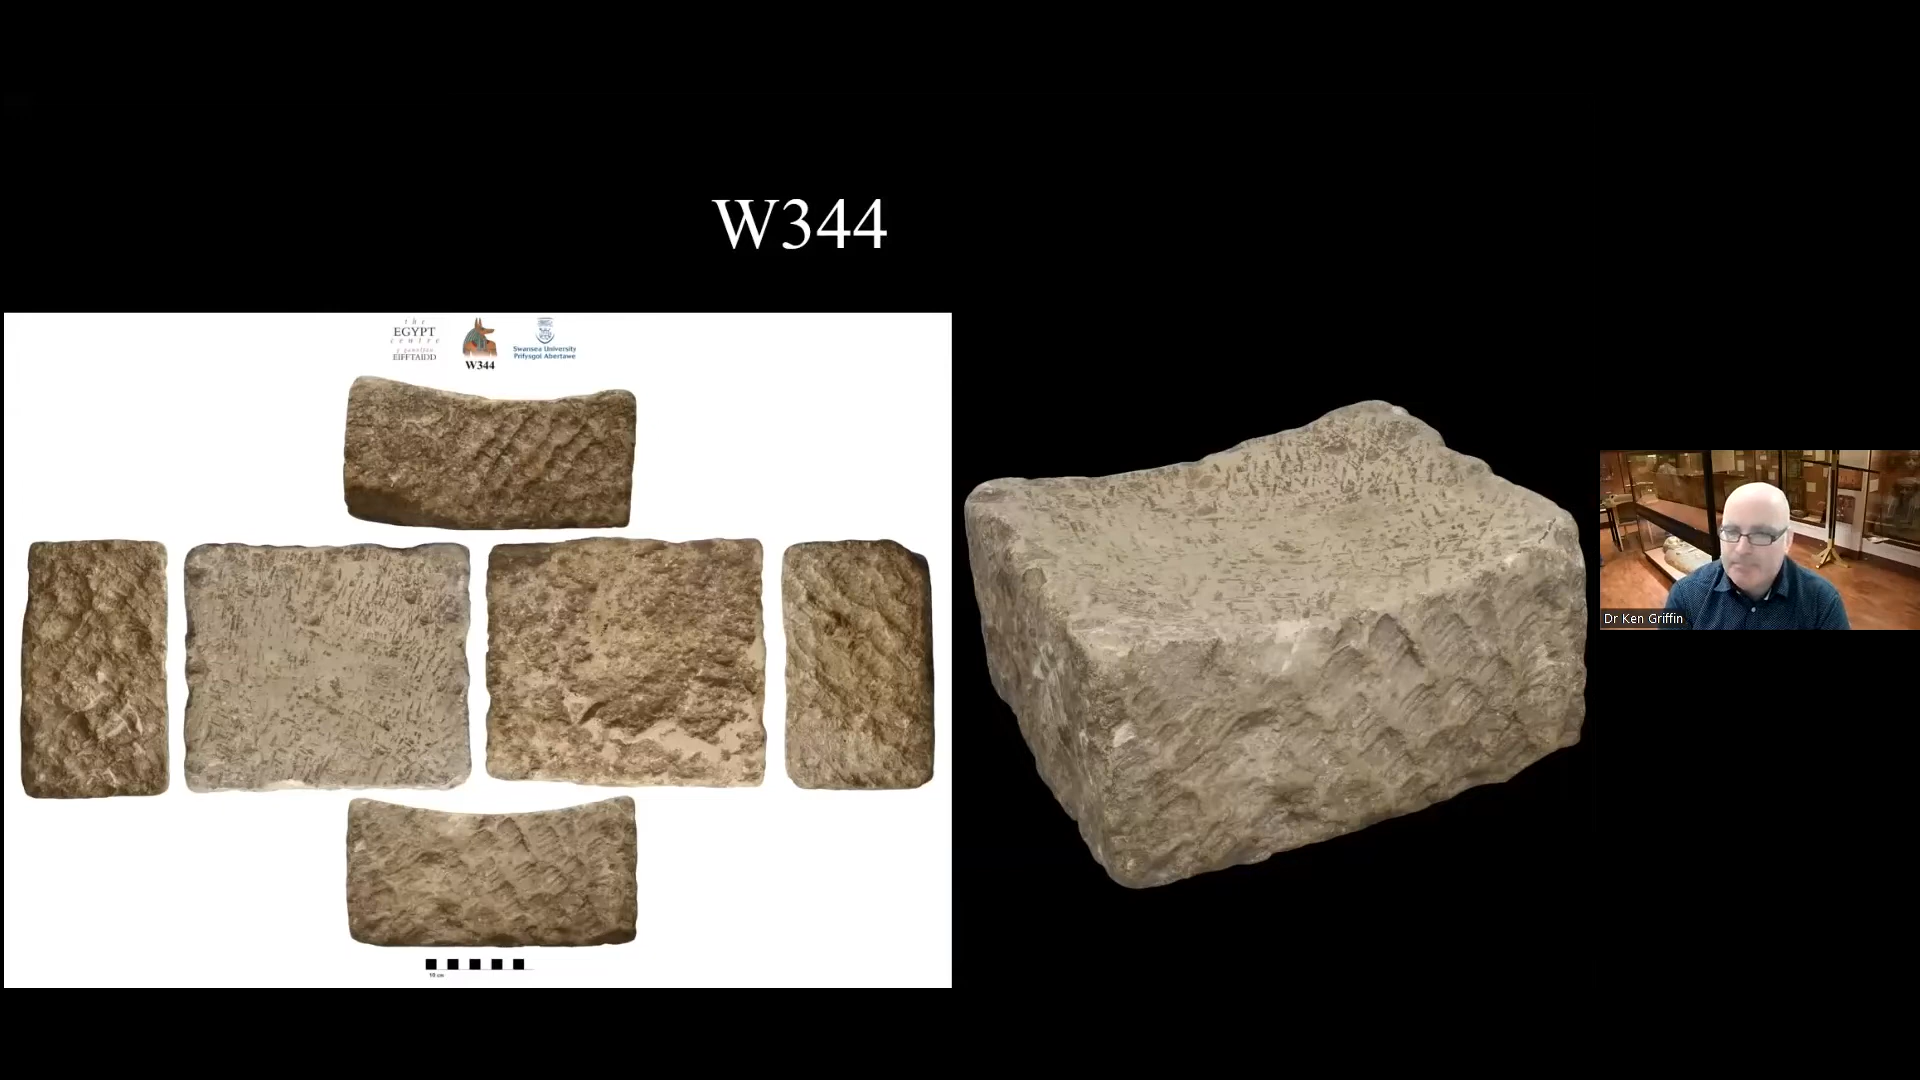 W344
the
EGYPT
centre
y ganolfan
EIFFTAIDD
W344
Swansea University
Prifysgol Abertawe
10 cm
Dr Ken Griffin